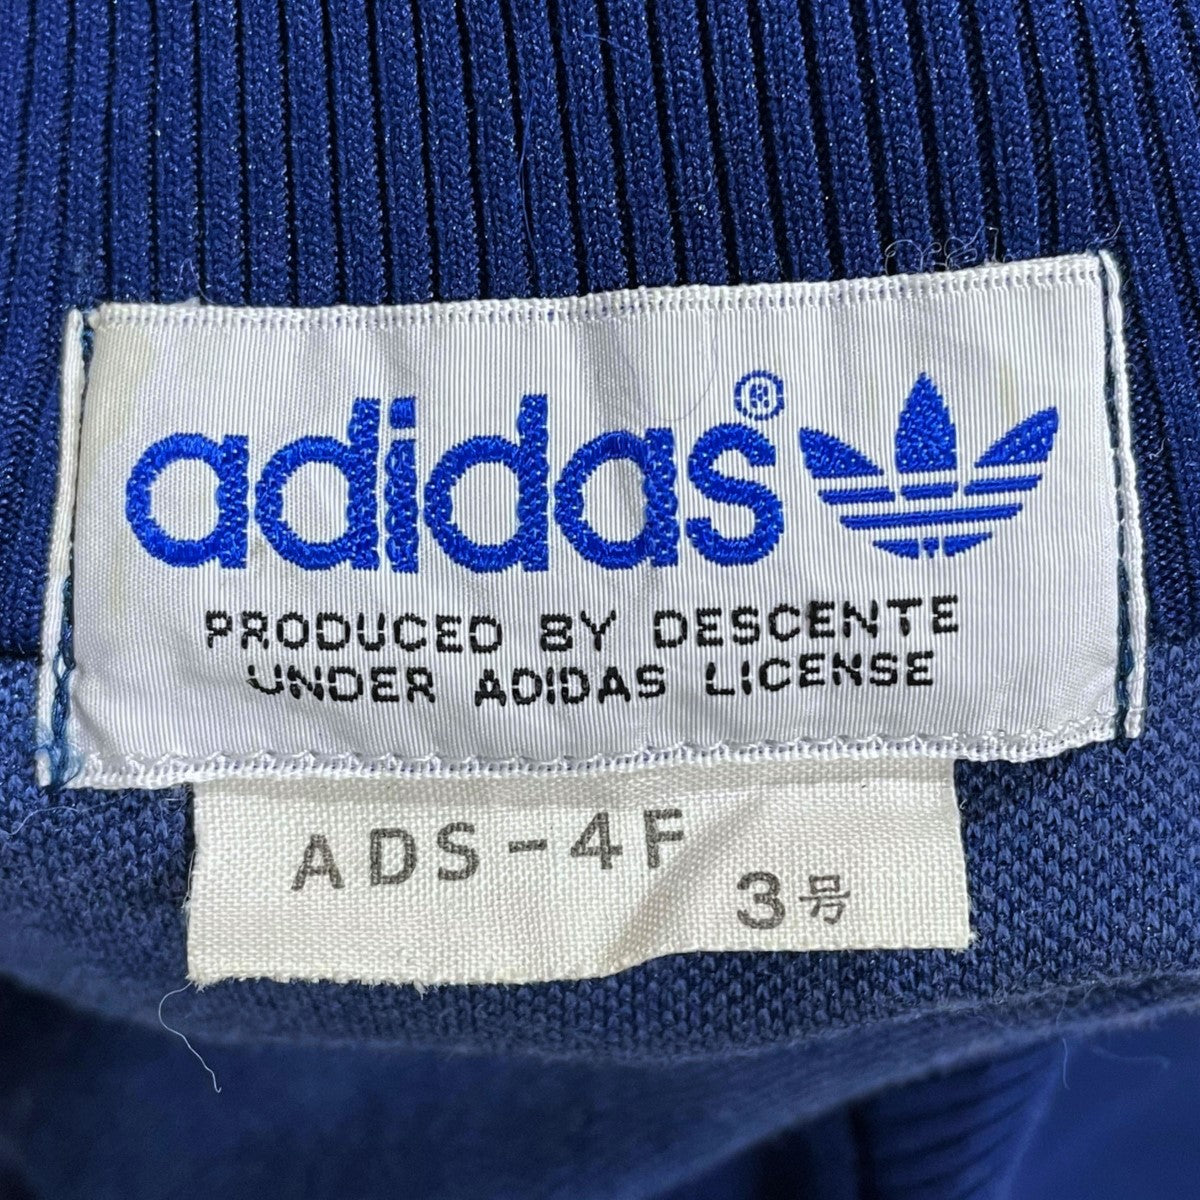 adidas®
PRODUCED BY DESCENTE
UNDER ADIDAS LICENSE
ADS-4F
3号